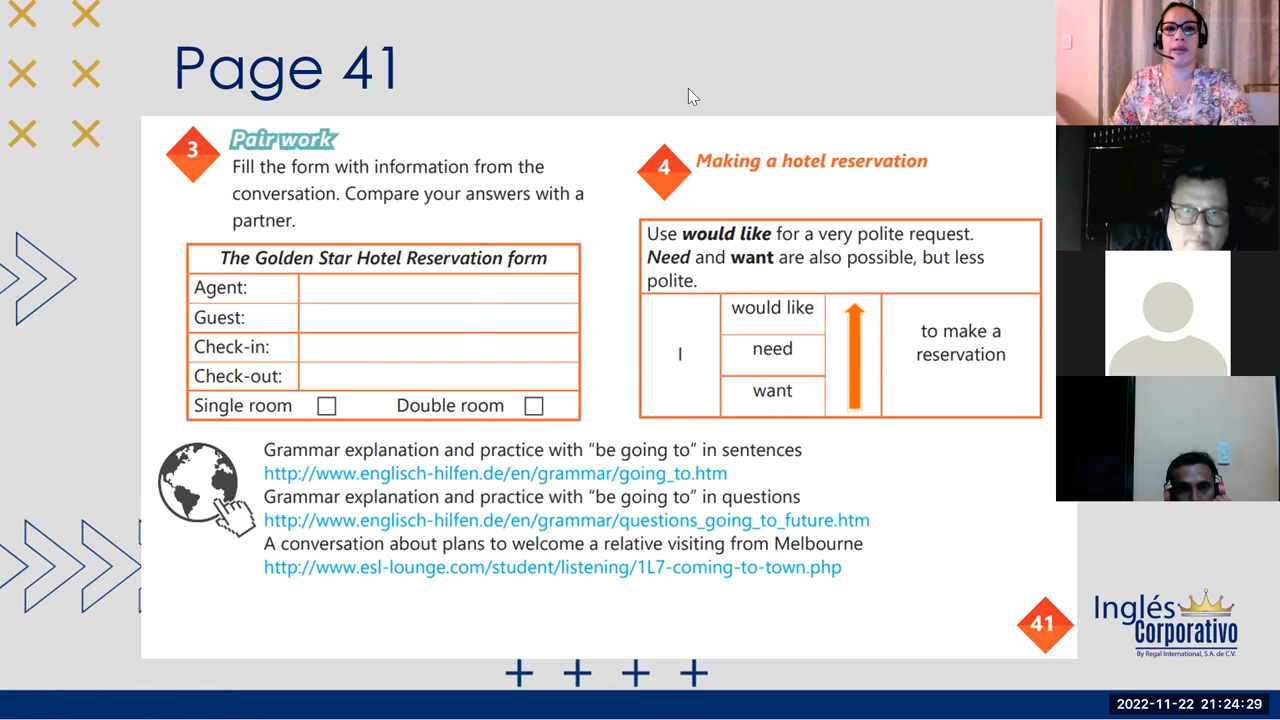 Page 41
3
Pair work
Fill the form with information from the
conversation. Compare your answers with a
partner.
The Golden Star Hotel Reservation form
Agent:
Guest:
Check-in:
Check-out:
Single room
Double room
4
Making a hotel reservation
Use would like for a very polite request.
Need and want are also possible, but less
polite.
I
would like
need
want
to make a
reservation
Grammar explanation and practice with “be going to” in sentences
http://www.englisch-hilfen.de/en/grammar/going_to.htm
Grammar explanation and practice with “be going to” in questions
http://www.englisch-hilfen.de/en/grammar/questions_going_to_future.htm
A conversation about plans to welcome a relative visiting from Melbourne
http://www.esl-lounge.com/student/listening/1L7-coming-to-town.php
41
Inglés
Corporativo
By Regal International, S.A. de C.V.
2022-11-22 21:24:29